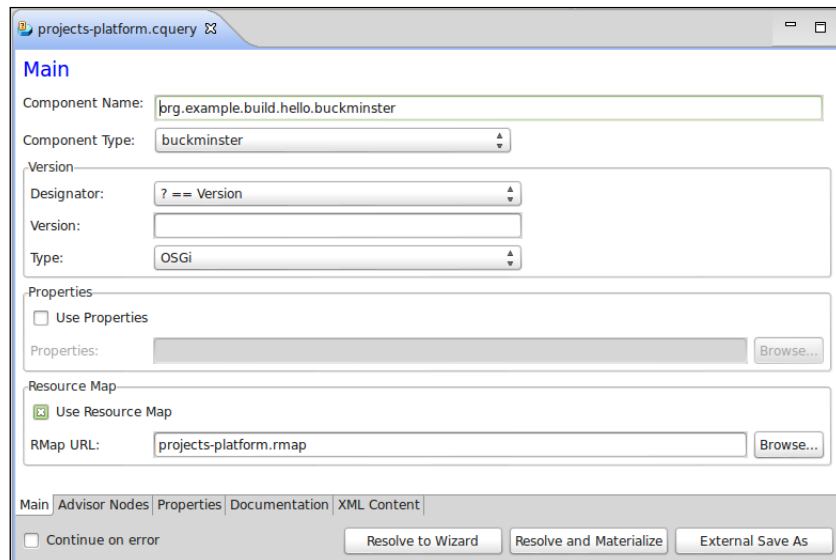 projects-platform.cquery
Main
Component Name: org.example.build.hello.buckminster
Component Type: buckminster
Version
Designator: ? == Version
Version:
Type: OSGi
Properties
Use Properties
Properties: Browse...
Resource Map
Use Resource Map
RMap URL: projects-platform.rmap Browse...
Main Advisor Nodes Properties Documentation XML Content
Continue on error Resolve to Wizard Resolve and Materialize External Save As